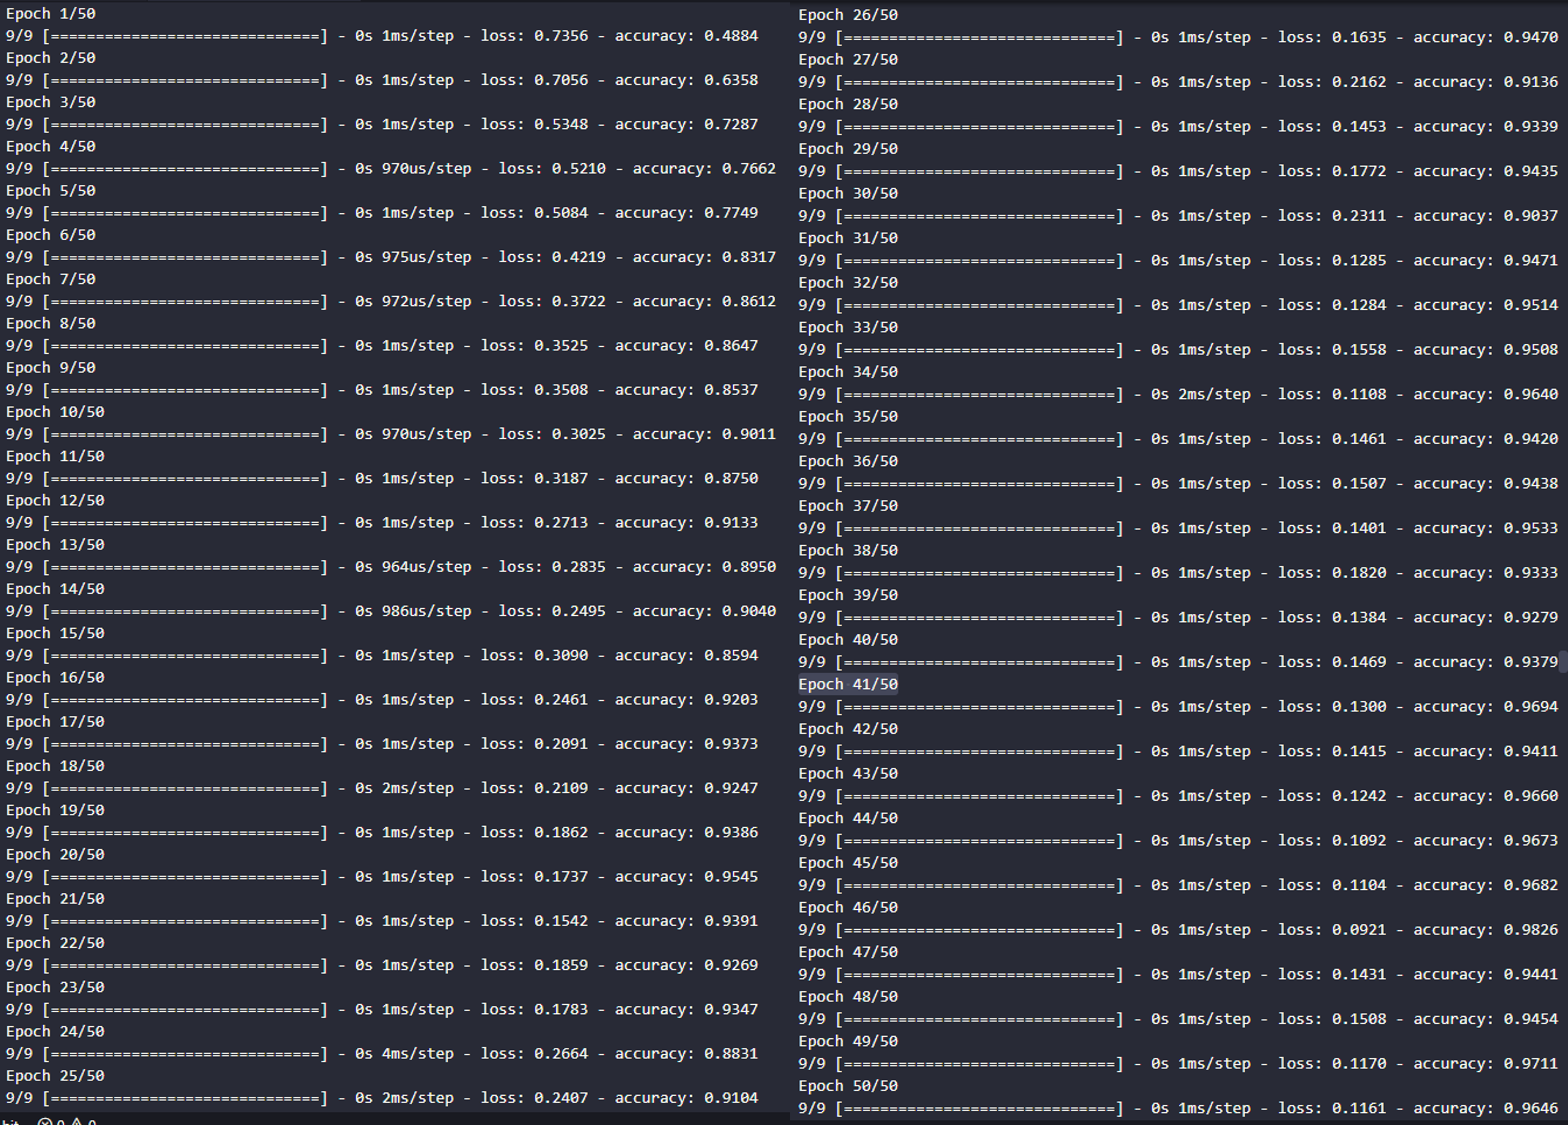 Epoch 1/50
9/9 [==============================] - 0s 1ms/step - loss: 0.7356 - accuracy: 0.4884
Epoch 2/50
9/9 [==============================] - 0s 1ms/step - loss: 0.7056 - accuracy: 0.6358
Epoch 3/50
9/9 [==============================] - 0s 1ms/step - loss: 0.5348 - accuracy: 0.7287
Epoch 4/50
9/9 [==============================] - 0s 970us/step - loss: 0.5210 - accuracy: 0.7662
Epoch 5/50
9/9 [==============================] - 0s 1ms/step - loss: 0.5084 - accuracy: 0.7749
Epoch 6/50
9/9 [==============================] - 0s 975us/step - loss: 0.4219 - accuracy: 0.8317
Epoch 7/50
9/9 [==============================] - 0s 972us/step - loss: 0.3722 - accuracy: 0.8612
Epoch 8/50
9/9 [==============================] - 0s 1ms/step - loss: 0.3525 - accuracy: 0.8647
Epoch 9/50
9/9 [==============================] - 0s 1ms/step - loss: 0.3508 - accuracy: 0.8537
Epoch 10/50
9/9 [==============================] - 0s 970us/step - loss: 0.3025 - accuracy: 0.9011
Epoch 11/50
9/9 [==============================] - 0s 1ms/step - loss: 0.3187 - accuracy: 0.8750
Epoch 12/50
9/9 [==============================] - 0s 1ms/step - loss: 0.2713 - accuracy: 0.9133
Epoch 13/50
9/9 [==============================] - 0s 964us/step - loss: 0.2835 - accuracy: 0.8950
Epoch 14/50
9/9 [==============================] - 0s 986us/step - loss: 0.2495 - accuracy: 0.9040
Epoch 15/50
9/9 [==============================] - 0s 1ms/step - loss: 0.3090 - accuracy: 0.8594
Epoch 16/50
9/9 [==============================] - 0s 1ms/step - loss: 0.2461 - accuracy: 0.9203
Epoch 17/50
9/9 [==============================] - 0s 1ms/step - loss: 0.2091 - accuracy: 0.9373
Epoch 18/50
9/9 [==============================] - 0s 2ms/step - loss: 0.2109 - accuracy: 0.9247
Epoch 19/50
9/9 [==============================] - 0s 1ms/step - loss: 0.1862 - accuracy: 0.9386
Epoch 20/50
9/9 [==============================] - 0s 1ms/step - loss: 0.1737 - accuracy: 0.9545
Epoch 21/50
9/9 [==============================] - 0s 1ms/step - loss: 0.1542 - accuracy: 0.9391
Epoch 22/50
9/9 [==============================] - 0s 1ms/step - loss: 0.1859 - accuracy: 0.9269
Epoch 23/50
9/9 [==============================] - 0s 1ms/step - loss: 0.1783 - accuracy: 0.9347
Epoch 24/50
9/9 [==============================] - 0s 4ms/step - loss: 0.2664 - accuracy: 0.8831
Epoch 25/50
9/9 [==============================] - 0s 2ms/step - loss: 0.2407 - accuracy: 0.9104
Epoch 26/50
9/9 [==============================] - 0s 1ms/step - loss: 0.1635 - accuracy: 0.9470
Epoch 27/50
9/9 [==============================] - 0s 1ms/step - loss: 0.2162 - accuracy: 0.9136
Epoch 28/50
9/9 [==============================] - 0s 1ms/step - loss: 0.1453 - accuracy: 0.9339
Epoch 29/50
9/9 [==============================] - 0s 1ms/step - loss: 0.1772 - accuracy: 0.9435
Epoch 30/50
9/9 [==============================] - 0s 1ms/step - loss: 0.2311 - accuracy: 0.9037
Epoch 31/50
9/9 [==============================] - 0s 1ms/step - loss: 0.1285 - accuracy: 0.9471
Epoch 32/50
9/9 [==============================] - 0s 1ms/step - loss: 0.1284 - accuracy: 0.9514
Epoch 33/50
9/9 [==============================] - 0s 1ms/step - loss: 0.1558 - accuracy: 0.9508
Epoch 34/50
9/9 [==============================] - 0s 2ms/step - loss: 0.1108 - accuracy: 0.9640
Epoch 35/50
9/9 [==============================] - 0s 1ms/step - loss: 0.1461 - accuracy: 0.9420
Epoch 36/50
9/9 [==============================] - 0s 1ms/step - loss: 0.1507 - accuracy: 0.9438
Epoch 37/50
9/9 [==============================] - 0s 1ms/step - loss: 0.1401 - accuracy: 0.9533
Epoch 38/50
9/9 [==============================] - 0s 1ms/step - loss: 0.1820 - accuracy: 0.9333
Epoch 39/50
9/9 [==============================] - 0s 1ms/step - loss: 0.1384 - accuracy: 0.9279
Epoch 40/50
9/9 [==============================] - 0s 1ms/step - loss: 0.1469 - accuracy: 0.9379
Epoch 41/50
9/9 [==============================] - 0s 1ms/step - loss: 0.1300 - accuracy: 0.9694
Epoch 42/50
9/9 [==============================] - 0s 1ms/step - loss: 0.1415 - accuracy: 0.9411
Epoch 43/50
9/9 [==============================] - 0s 1ms/step - loss: 0.1242 - accuracy: 0.9660
Epoch 44/50
9/9 [==============================] - 0s 1ms/step - loss: 0.1092 - accuracy: 0.9673
Epoch 45/50
9/9 [==============================] - 0s 1ms/step - loss: 0.1104 - accuracy: 0.9682
Epoch 46/50
9/9 [==============================] - 0s 1ms/step - loss: 0.0921 - accuracy: 0.9826
Epoch 47/50
9/9 [==============================] - 0s 1ms/step - loss: 0.1431 - accuracy: 0.9441
Epoch 48/50
9/9 [==============================] - 0s 1ms/step - loss: 0.1508 - accuracy: 0.9454
Epoch 49/50
9/9 [==============================] - 0s 1ms/step - loss: 0.1170 - accuracy: 0.9711
Epoch 50/50
9/9 [==============================] - 0s 1ms/step - loss: 0.1161 - accuracy: 0.9646